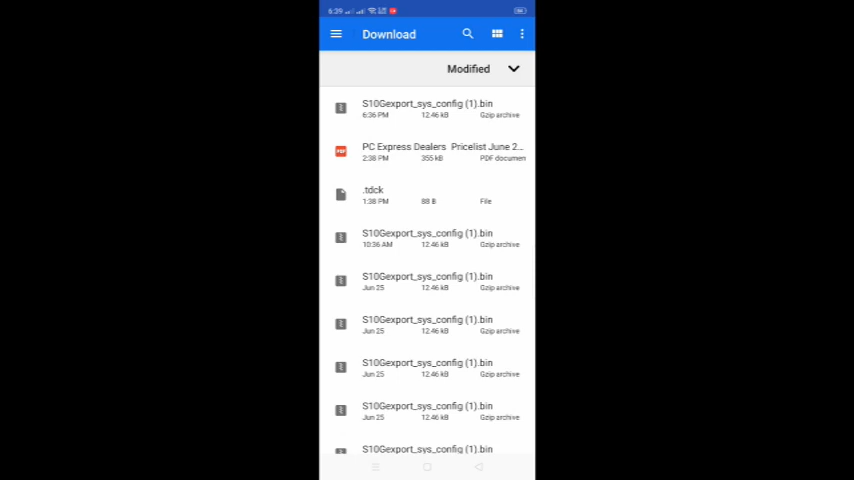 6:39
Download
Modified
S10Gexport_sys_config (1).bin
6:36 PM 12.46 kB Gzip archive
PC Express Dealers Pricelist June 2...
2:38 PM 355 kB PDF documen
.tdck
1:38 PM 88 B File
S10Gexport_sys_config (1).bin
10:36 AM 12.46 kB Gzip archive
S10Gexport_sys_config (1).bin
Jun 25 12.46 kB Gzip archive
S10Gexport_sys_config (1).bin
Jun 25 12.46 kB Gzip archive
S10Gexport_sys_config (1).bin
Jun 25 12.46 kB Gzip archive
S10Gexport_sys_config (1).bin
Jun 25 12.46 kB Gzip archive
S10Gexport_sys_config (1).bin